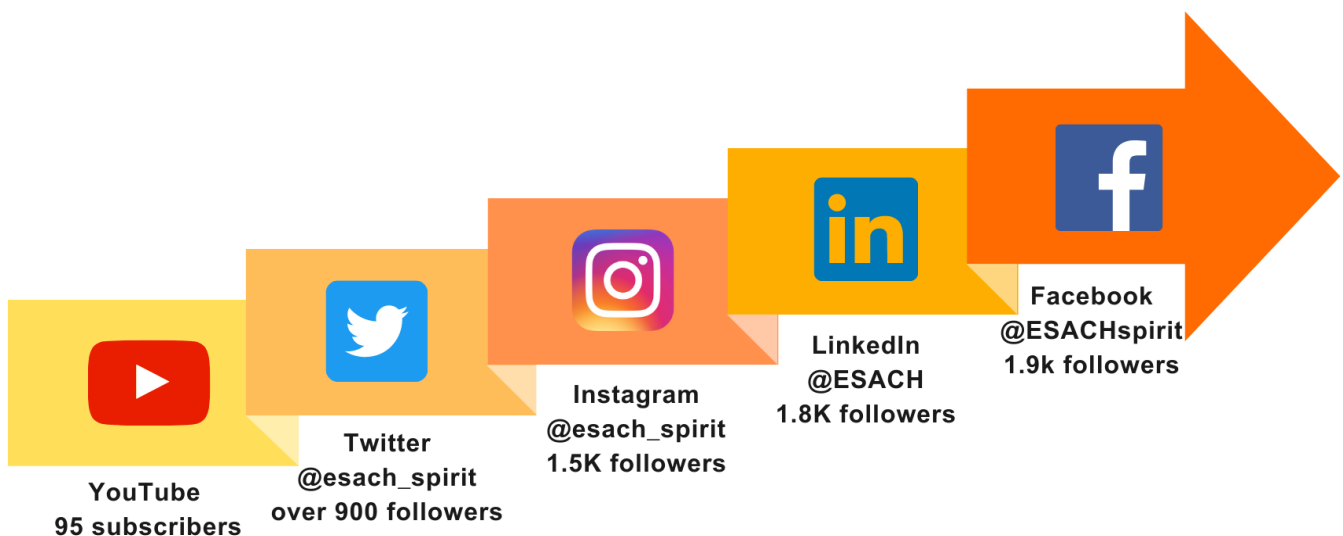 YouTube
95 subscribers
Twitter
@esach_spirit
over 900 followers
Instagram
@esach_spirit
1.5K followers
in
LinkedIn
@ESACH
1.8K followers
f
Facebook
@ESACHspirit
1.9k followers